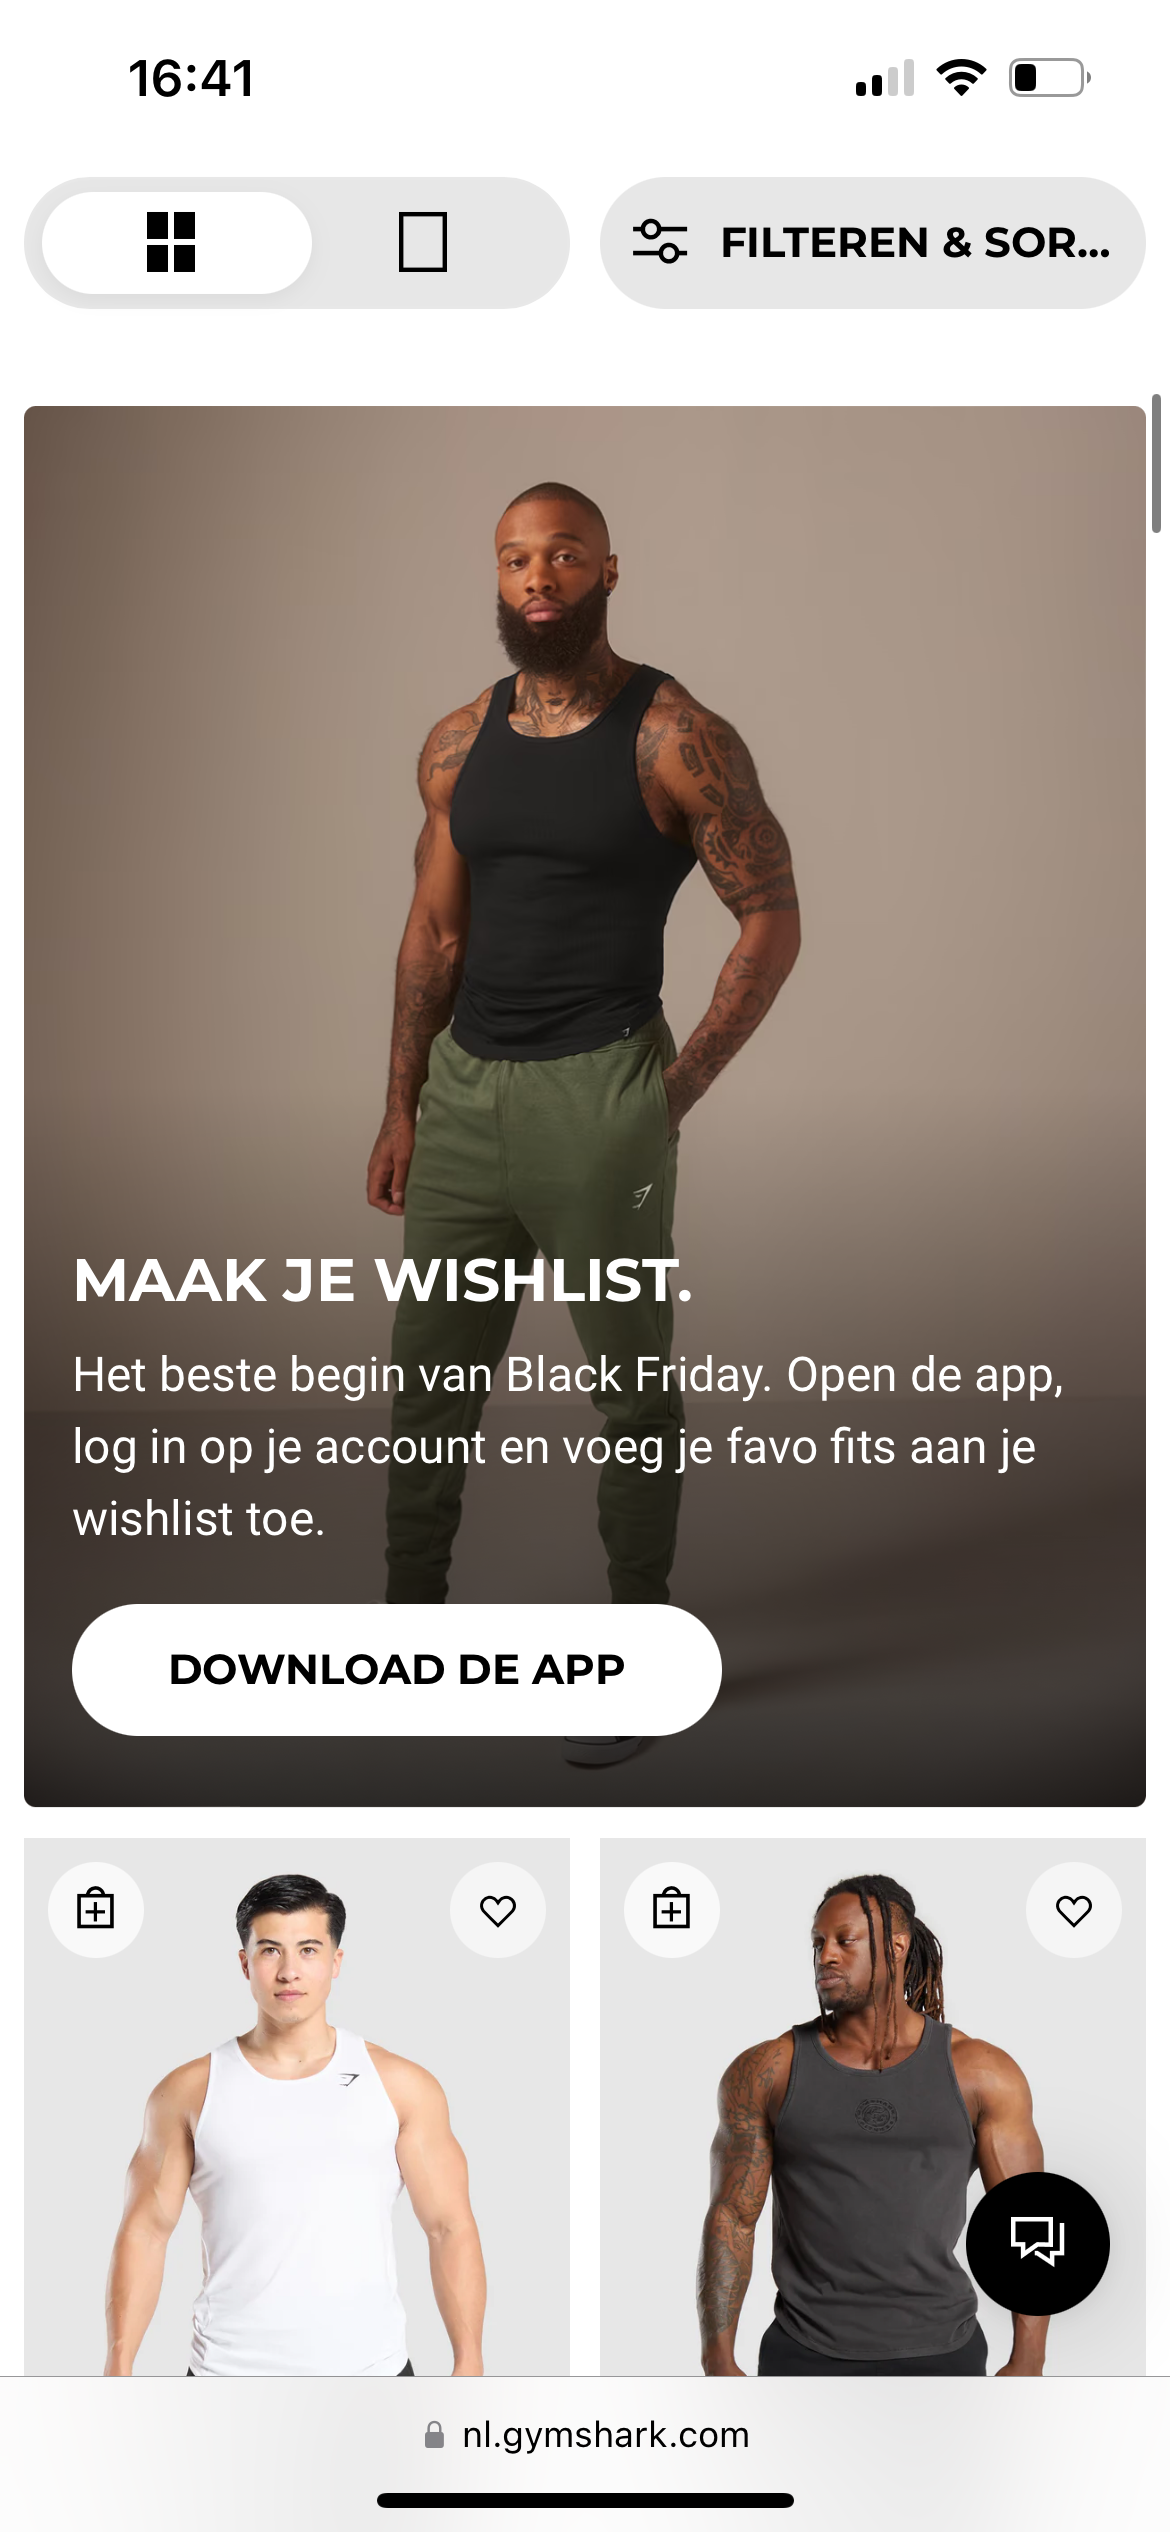 16:41
FILTEREN & SOR...
MAAK JE WISHLIST.
Het beste begin van Black Friday. Open de app,
log in op je account en voeg je favo fits aan je
wishlist toe.
DOWNLOAD DE APP
nl.gymshark.com